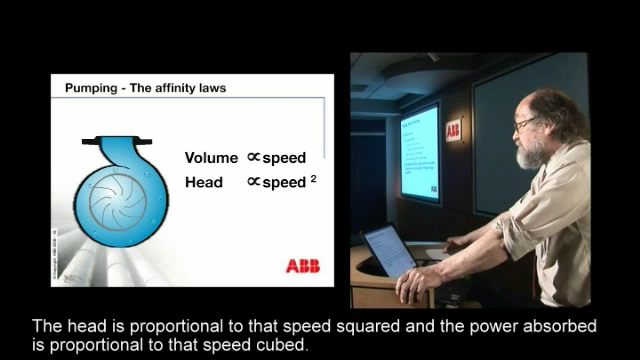 Pumping - The affinity laws
Volume ∝ speed
Head ∝ speed 2
ABB
ABB
The head is proportional to that speed squared and the power absorbed
is proportional to that speed cubed.